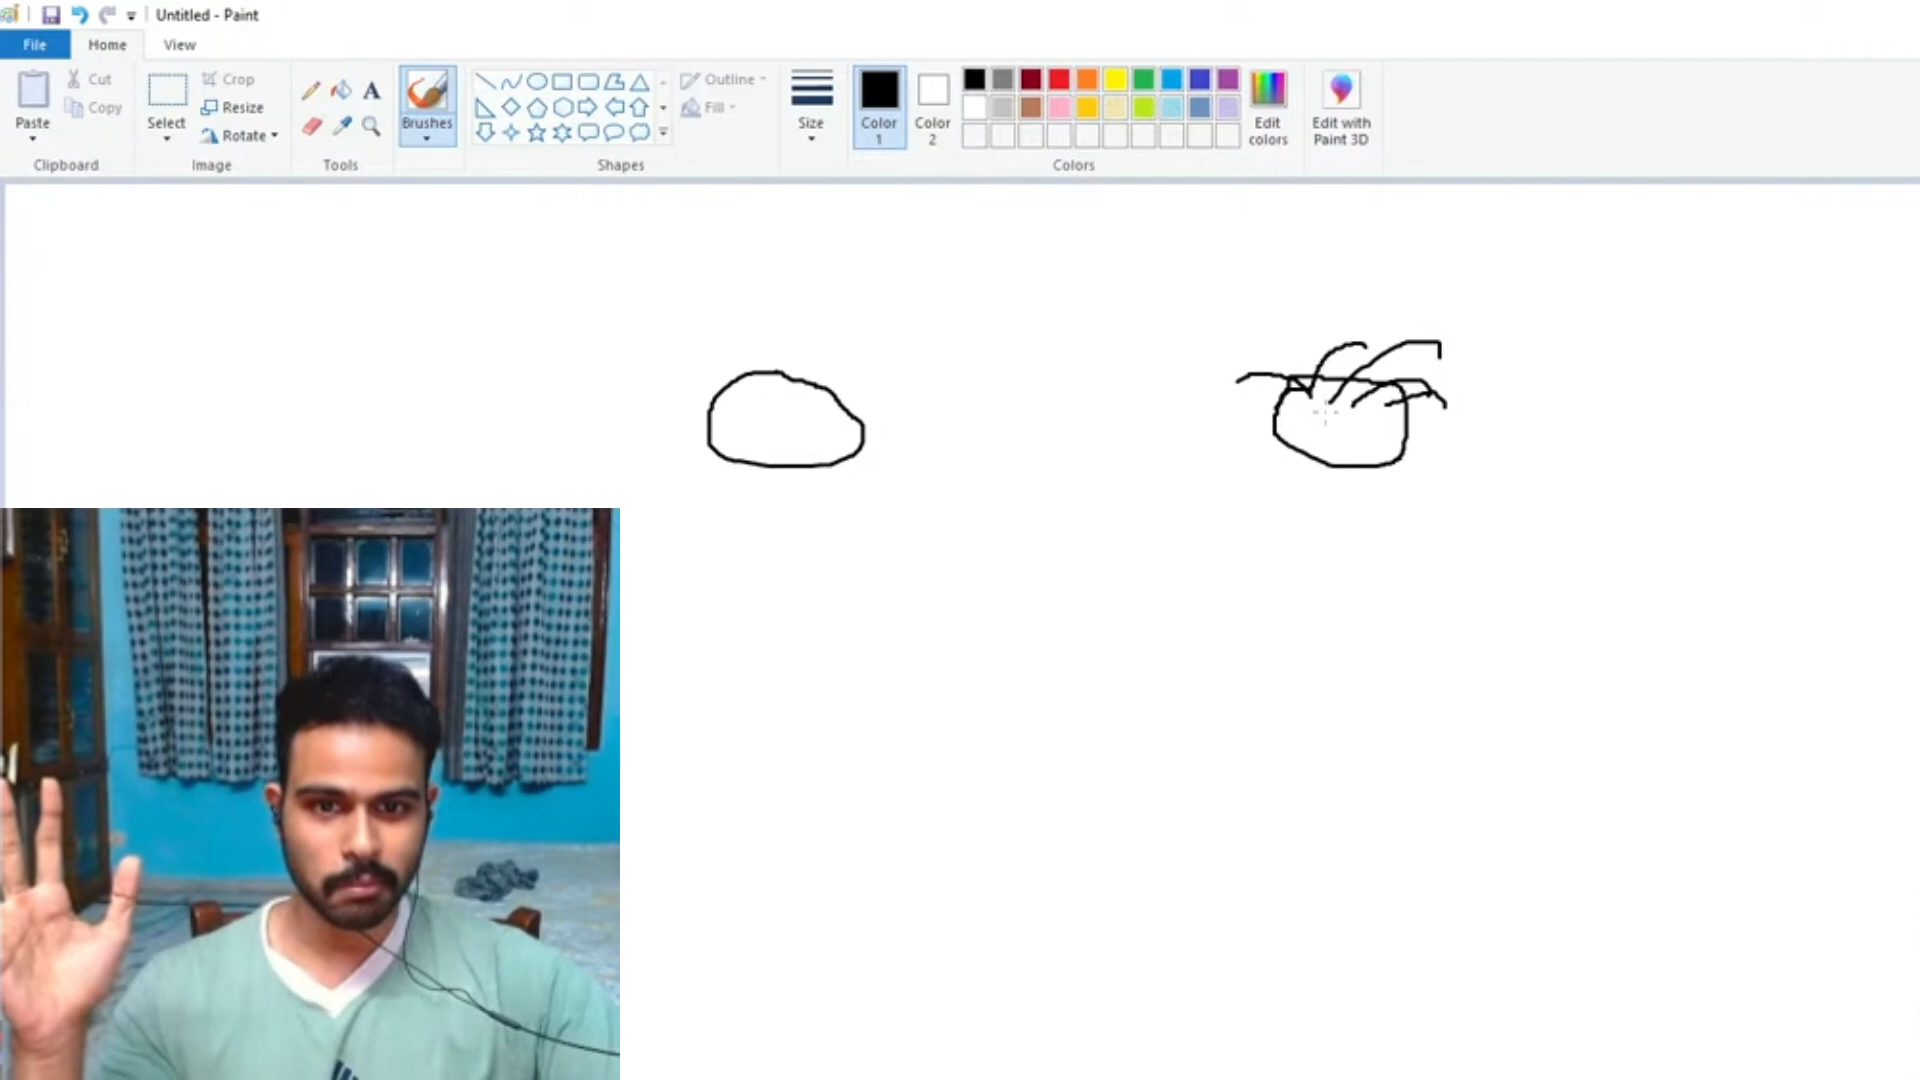 Untitled - Paint
File Home View
Cut
Copy
Paste
Clipboard
Crop
Resize
Rotate
Select
Image
A
Tools
Brushes
Outline
Fill
Shapes
Size
Color 1
Color 2
Edit colors
Colors
Edit with Paint 3D